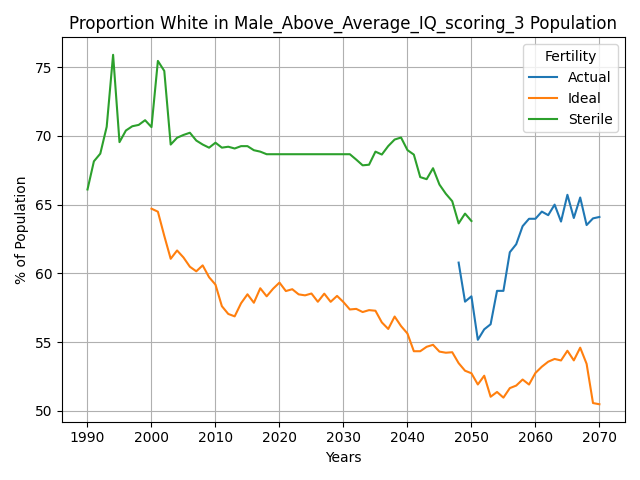 Proportion White in Male_Above_Average_IQ_scoring_3 Population
Fertility
Actual
Ideal
Sterile
% of Population
75
70
65
60
55
50
1990 2000 2010 2020 2030 2040 2050 2060 2070
Years